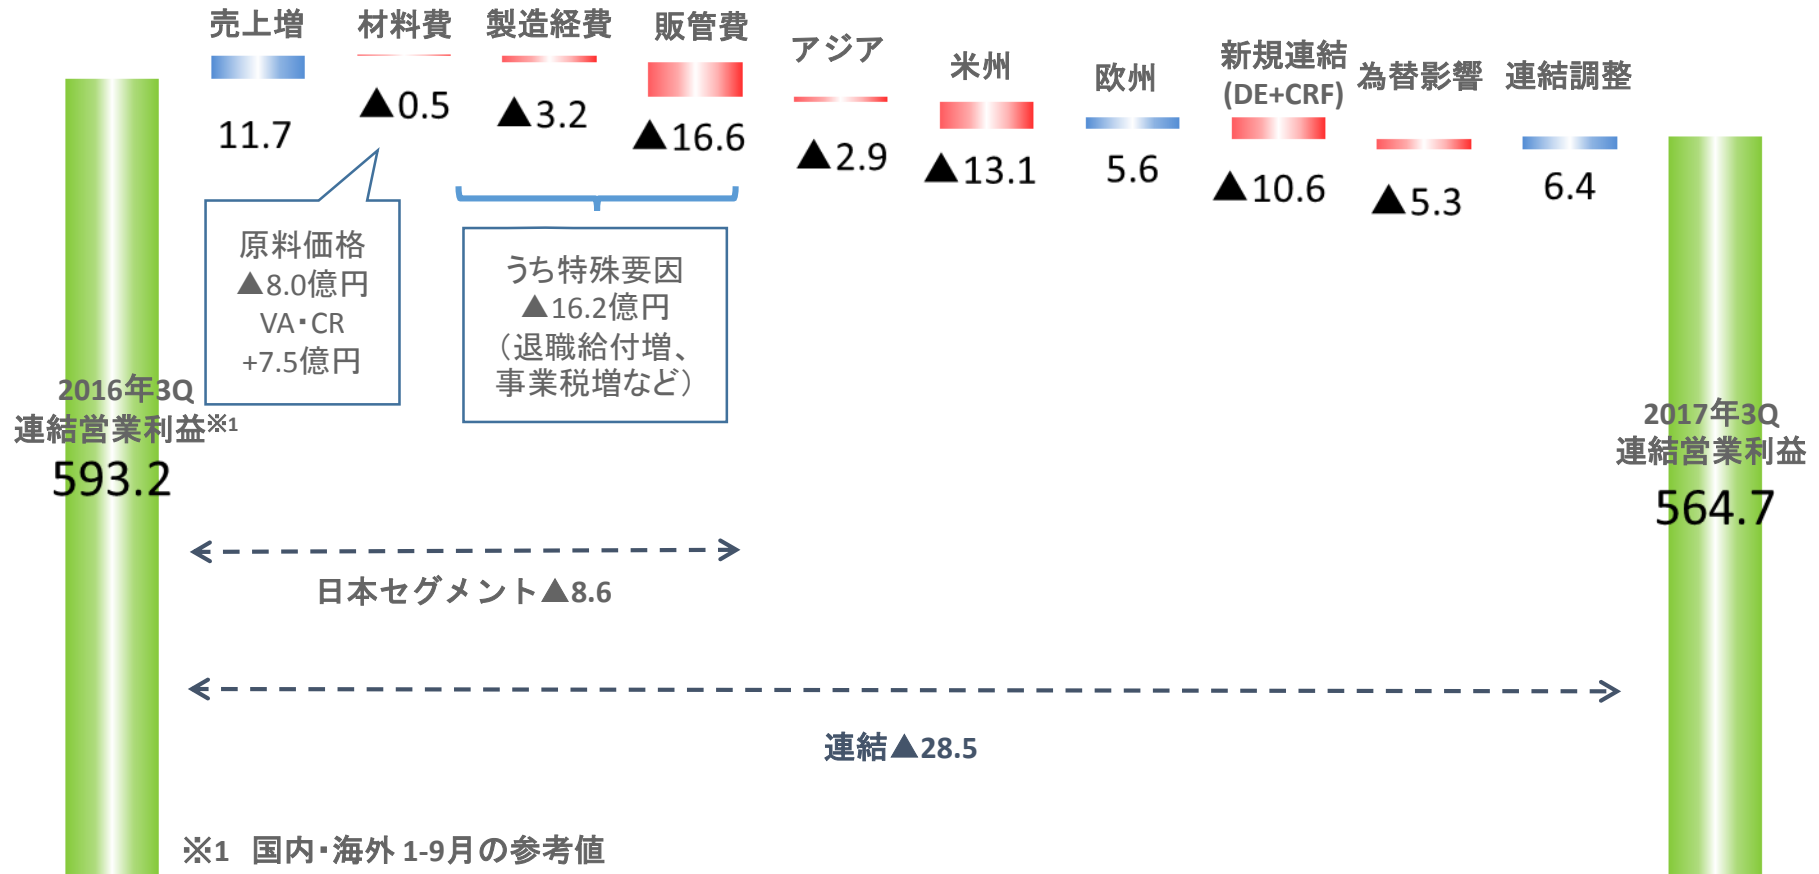 売上増
11.7
材料費
▲0.5
製造経費
▲3.2
販管費
▲16.6
アジア
▲2.9
米州
▲13.1
欧州
5.6
新規連結
(DE+CRF)
▲10.6
為替影響
▲5.3
連結調整
6.4
原料価格
▲8.0億円
VA・CR
+7.5億円
うち特殊要因
▲16.2億円
（退職給付増、
事業税増など）
2016年3Q
連結営業利益※1
593.2
2017年3Q
連結営業利益
564.7
日本セグメント▲8.6
連結▲28.5
※1 国内・海外 1-9月の参考値